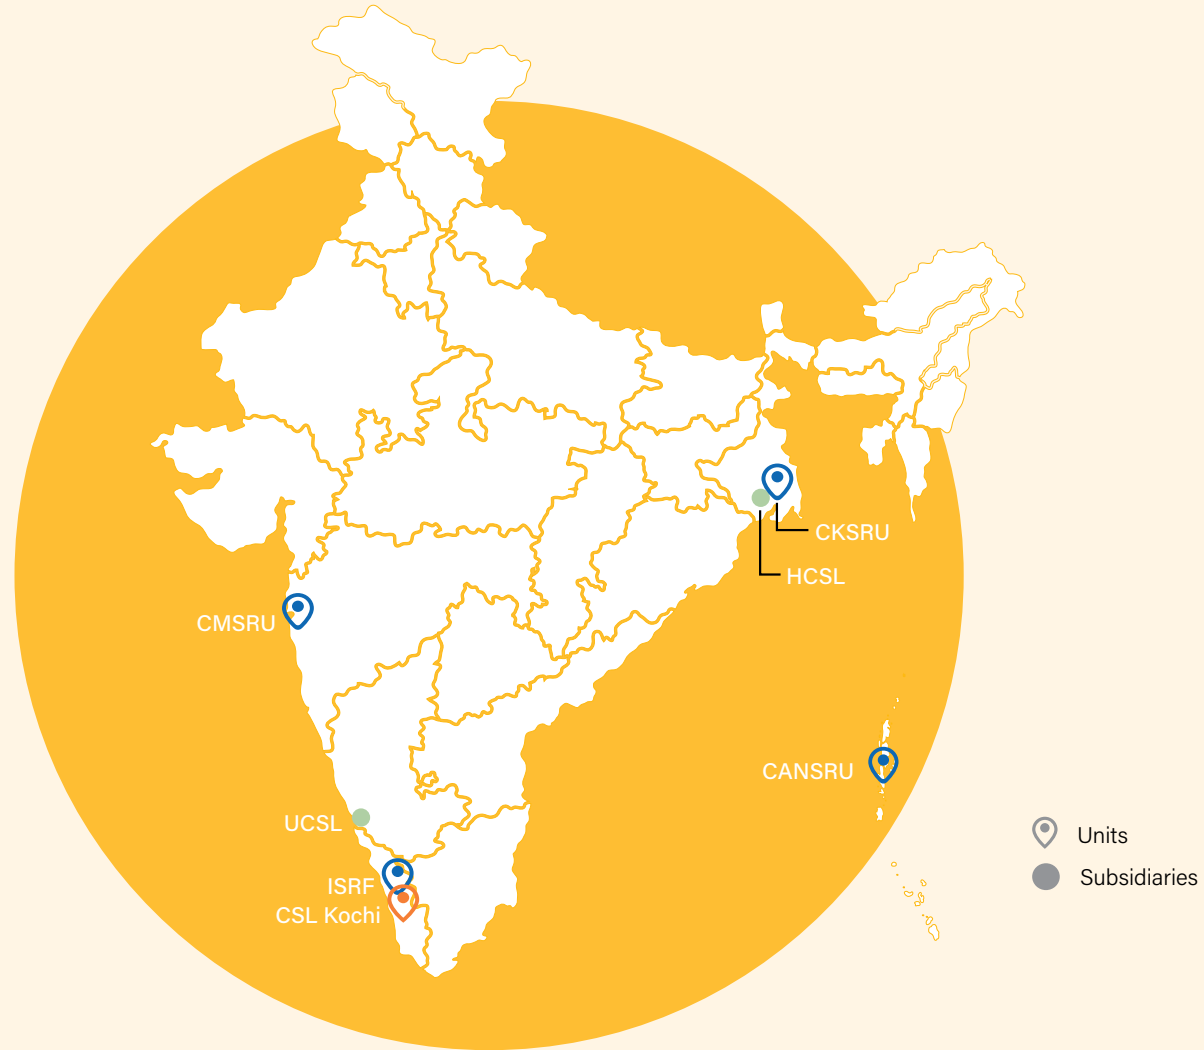 CKSRU
HCSL
CMSRU
CANSRU
UCSL
Units
ISRF
Subsidiaries
CSL Kochi